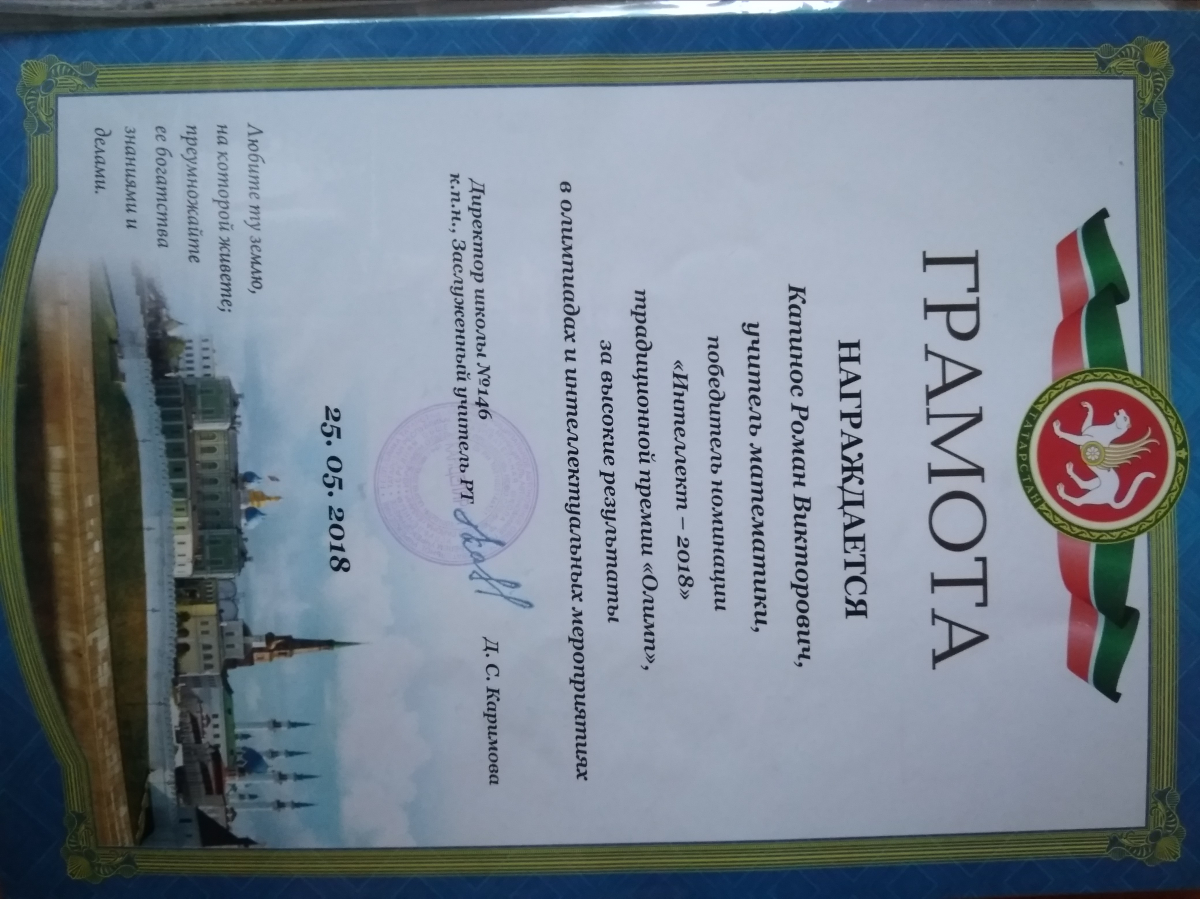 ТАТАРСТАН
ГРАМОТА
НАГРАЖДАЕТСЯ
Капинос Роман Викторович,
учитель математики,
победитель номинации
«Интеллект – 2018»
традиционной премии «Олимп»,
за высокие результаты
в олимпиадах и интеллектуальных мероприятиях
Директор школы №146
к.п.н., Заслуженный учитель РТ Д. С. Каримова
25. 05. 2018
Любите ту землю,
на которой живете;
преумножайте
ее богатства
знаниями и
делами.